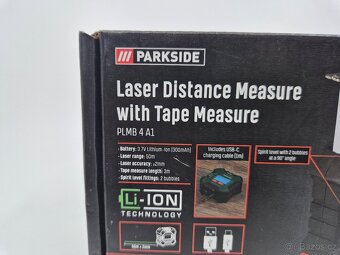 PARKSIDE
Laser Distance Measure
with Tape Measure
PLMB 4 A1
• Battery: 3.7V Lithium-Ion (300mAh)
• Laser range: 50m
• Laser accuracy: ±2mm
• Tape measure length: 3m
• Spirit level fittings: 2 bubbles
Includes USB-C
charging cable (1m)
Spirit level with 2 bubbles
at a 90° angle
Li-ION
TECHNOLOGY